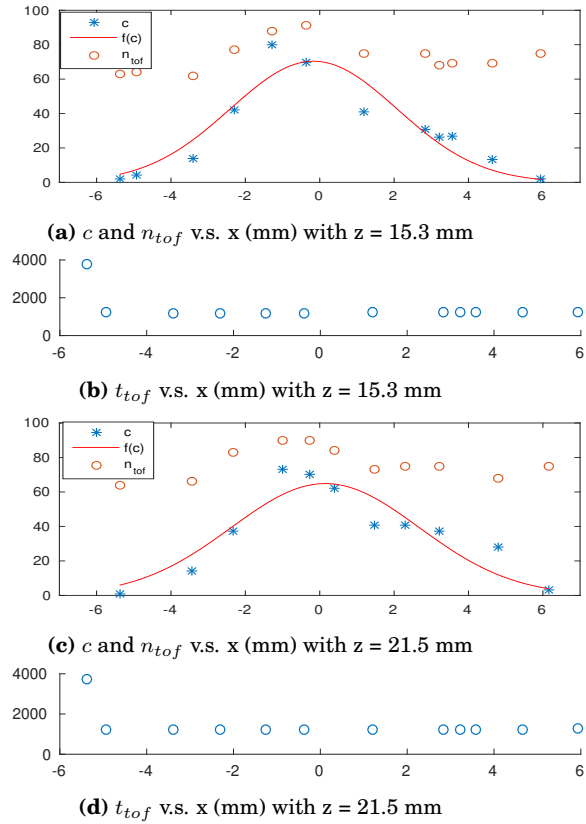 100
80
60
40
20
0
c
f(c)
n_tof
-6 -4 -2 0 2 4 6
(a) c and n_tof v.s. x (mm) with z = 15.3 mm
4000
2000
0
-6 -4 -2 0 2 4 6
(b) t_tof v.s. x (mm) with z = 15.3 mm
100
80
60
40
20
0
c
f(c)
n_tof
-6 -4 -2 0 2 4 6
(c) c and n_tof v.s. x (mm) with z = 21.5 mm
4000
2000
0
-6 -4 -2 0 2 4 6
(d) t_tof v.s. x (mm) with z = 21.5 mm